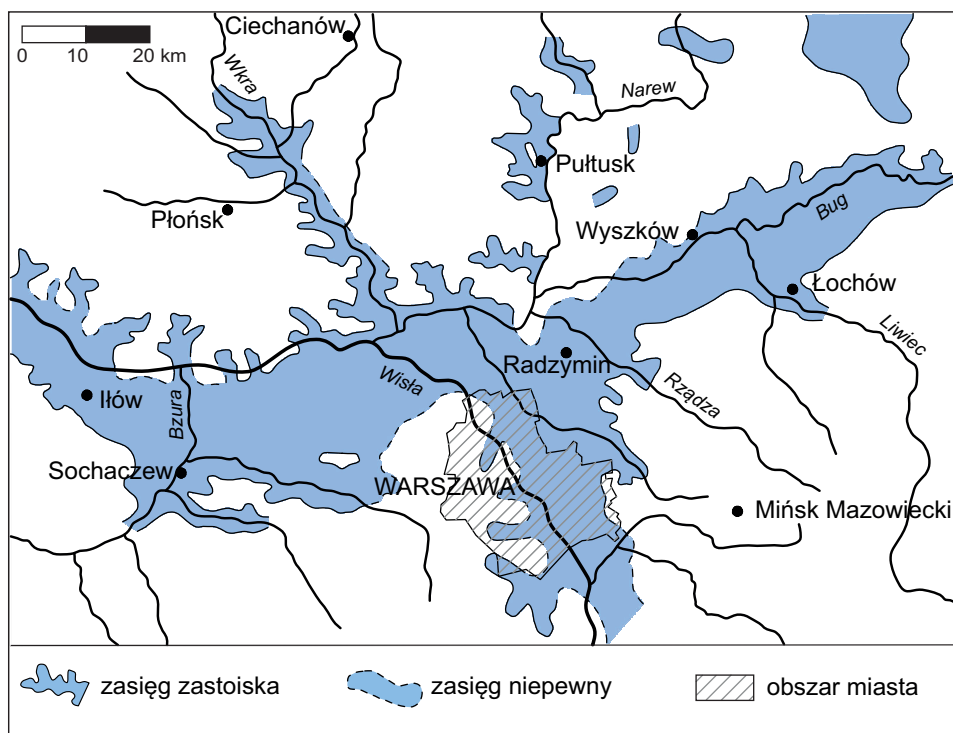 Ciechanów
0 10 20 km
Wkra
Narew
Pułtusk
Płońsk
Wyszków
Bug
Łochów
Liwiec
Radzymin
Wisła
Rządza
Iłów
Bzura
Sochaczew
WARSZAWA
Mińsk Mazowiecki
zasięg zastoiska
zasięg niepewny
obszar miasta